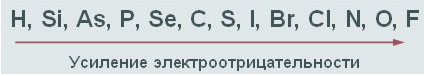 H, Si, As, P, Se, C, S, I, Br, Cl, N, O, F
Усиление электроотрицательности